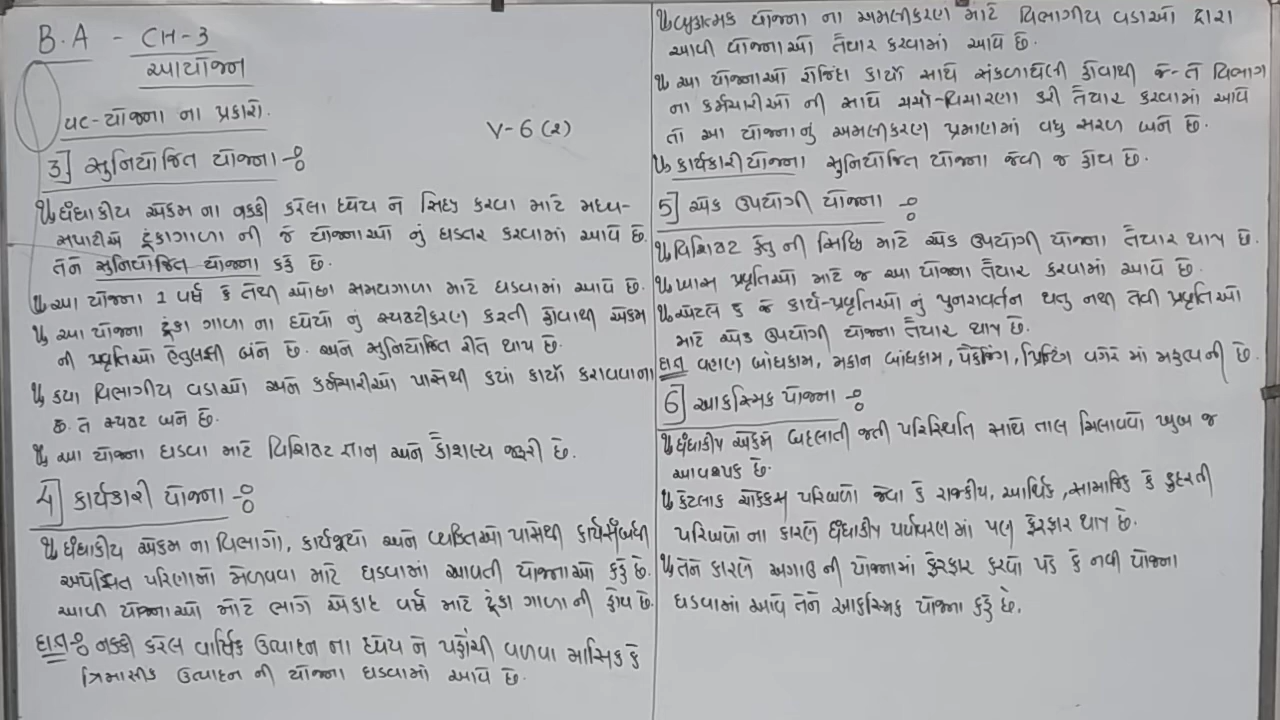 B.A - CH-3
આયોજન
૫૮-યોજના ના પ્રકારો.
V-6(૨)
3] સુનિયોજિત યોજના -
ધંધાકીય એકમ ના નક્કી કરેલા ધ્યેય ને સિધ્ધ કરવા માટે મધ્ય-
સપાટીએ ટૂંકાગાળા ની જે યોજનાઓ નું ઘડતર કરવામાં આવે છે.
તેને સુનિયોજિત યોજના કહે છે.
આ યોજના 1 વર્ષ કે તેથી ઓછા સમયગાળા માટે ઘડવામાં આવે છે.
આ યોજના ટૂંકા ગાળા ના ધ્યેયો નું સ્પષ્ટીકરણ કરતી હોવાથી એકમ
ની પ્રવૃતિઓ હેતુલક્ષી બને છે. અને સુનિયોજિત રીતે થાય છે.
કયા વિભાગીય વડાઓ અને કર્મચારીઓ પાસેથી કયાં કાર્યો કરાવવાના
છે. તે સ્પષ્ટ બને છે.
આ યોજના ઘડવા માટે વિશિષ્ટ જ્ઞાન અને કૌશલ્ય જરૂરી છે.
4] કાર્યકારી યોજના -
ધંધાકીય એકમ ના વિભાગો, કાર્યજૂથો અને વ્યક્તિઓ પાસેથી કાર્યસંબંધી
અપેક્ષિત પરિણામો મેળવવા માટે ઘડવામાં આવતી યોજનાઓ કહે છે.
આવી યોજનાઓ મોટે ભાગે એકાદ વર્ષ માટે ટૂંકા ગાળા ની હોય છે.
દા.ત - નક્કી કરેલ વાર્ષિક ઉત્પાદન ના ધ્યેય ને પહોંચી વળવા માસિક કે
ત્રિમાસીક ઉત્પાદન ની યોજના ઘડવામાં આવે છે.
વ્યુહાત્મક યોજના ના અમલીકરણ માટે વિભાગીય વડાઓ દ્વારા
આવી યોજનાઓ તૈયાર કરવામાં આવે છે.
આ યોજનાઓ રોજિંદા કાર્યો સાથે સંકળાયેલી હોવાથી જે-તે વિભાગ
ના કર્મચારીઓ ની સાથે ચર્ચા-વિચારણા કરી તૈયાર કરવામાં આવે
તો આ યોજના નું અમલીકરણ પ્રમાણમાં વધુ સરળ બને છે.
કાર્યકારી યોજના સુનિયોજિત યોજના જેવી જ હોય છે.
5] એક ઉપયોગી યોજના -
વિશિષ્ટ હેતુ ની સિધ્ધિ માટે એક ઉપયોગી યોજના તૈયાર થાય છે.
ખાસ પ્રવૃતિઓ માટે જ આ યોજના તૈયાર કરવામાં આવે છે.
એટલે કે જે કાર્ય-પ્રવૃતિઓ નું પુનરાવર્તન થતુ નથી તેવી પ્રવૃતિઓ
માટે એક ઉપયોગી યોજના તૈયાર થાય છે.
દા.ત વહાણ બાંધકામ, મકાન બાંધકામ, પેકેજિંગ, પ્રિન્ટિંગ વગેરે માં મહત્વ ની છે.
6] આકસ્મિક યોજના -
ધંધાકીય એકમે બદલાતી જતી પરિસ્થિતિ સાથે તાલ મિલાવવો ખુબ જ
આવશ્યક છે.
કેટલાક ચોક્કસ પરિબળો જેવા કે રાજકીય, આર્થિક, સામાજિક કે કુદરતી
પરિબળો ના કારણે ધંધાકીય પર્યાવરણ માં પણ ફેરફાર થાય છે.
તેને કારણે અગાઉ ની યોજનામાં ફેરફાર કરવો પડે કે નવી યોજના
ઘડવામાં આવે તેને આકસ્મિક યોજના કહે છે.